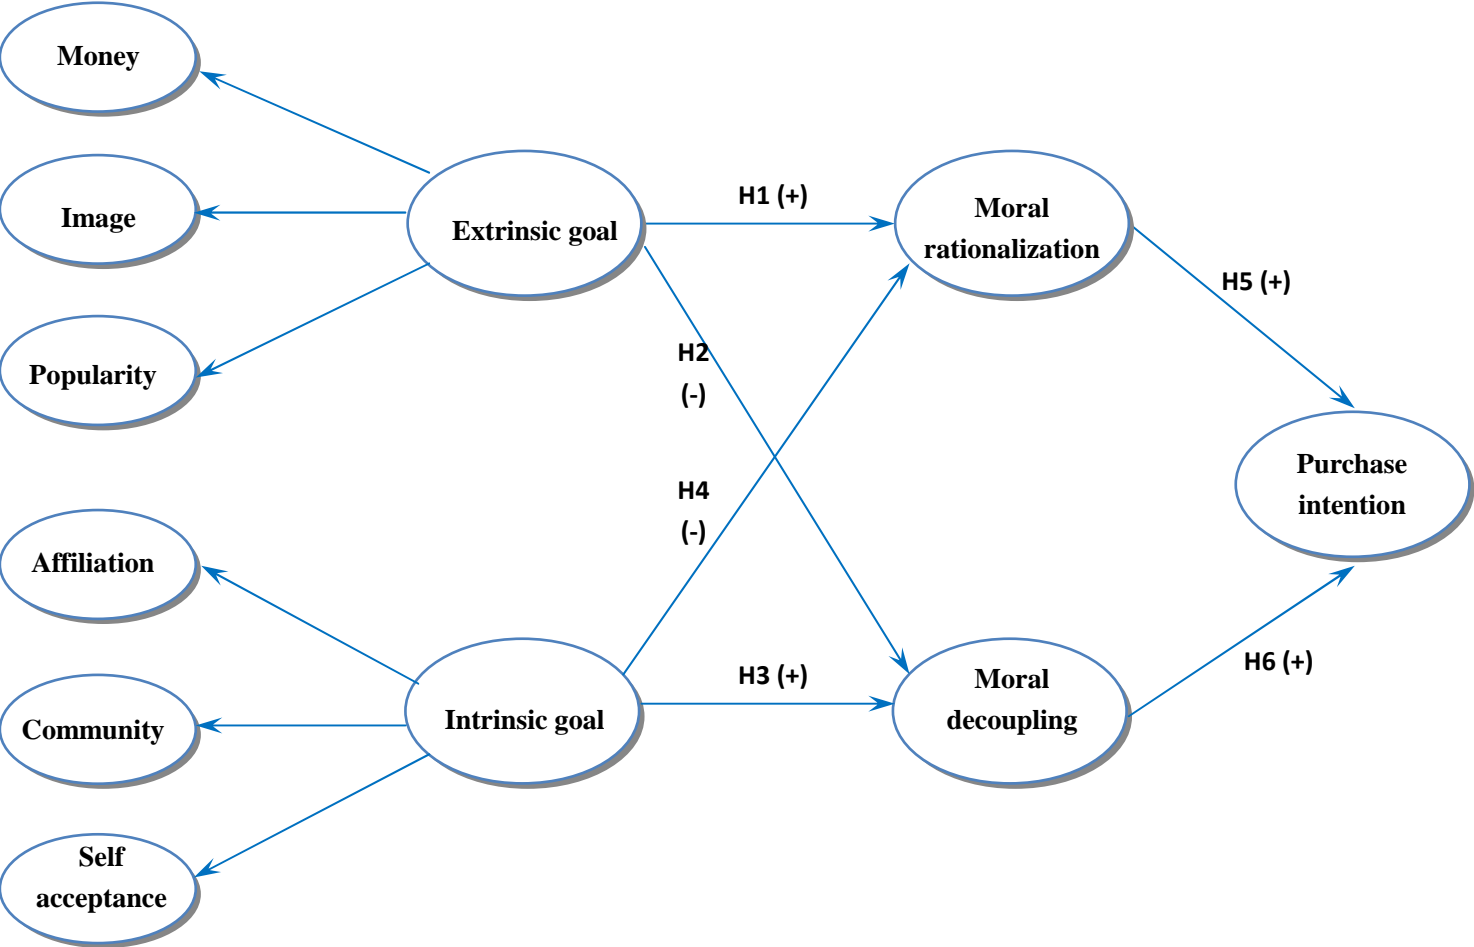 Money
Image
Popularity
Extrinsic goal
H1 (+)
Moral
rationalization
H5 (+)
H2
(-)
H4
(-)
Purchase
intention
Affiliation
Community
Self
acceptance
Intrinsic goal
H3 (+)
Moral
decoupling
H6 (+)